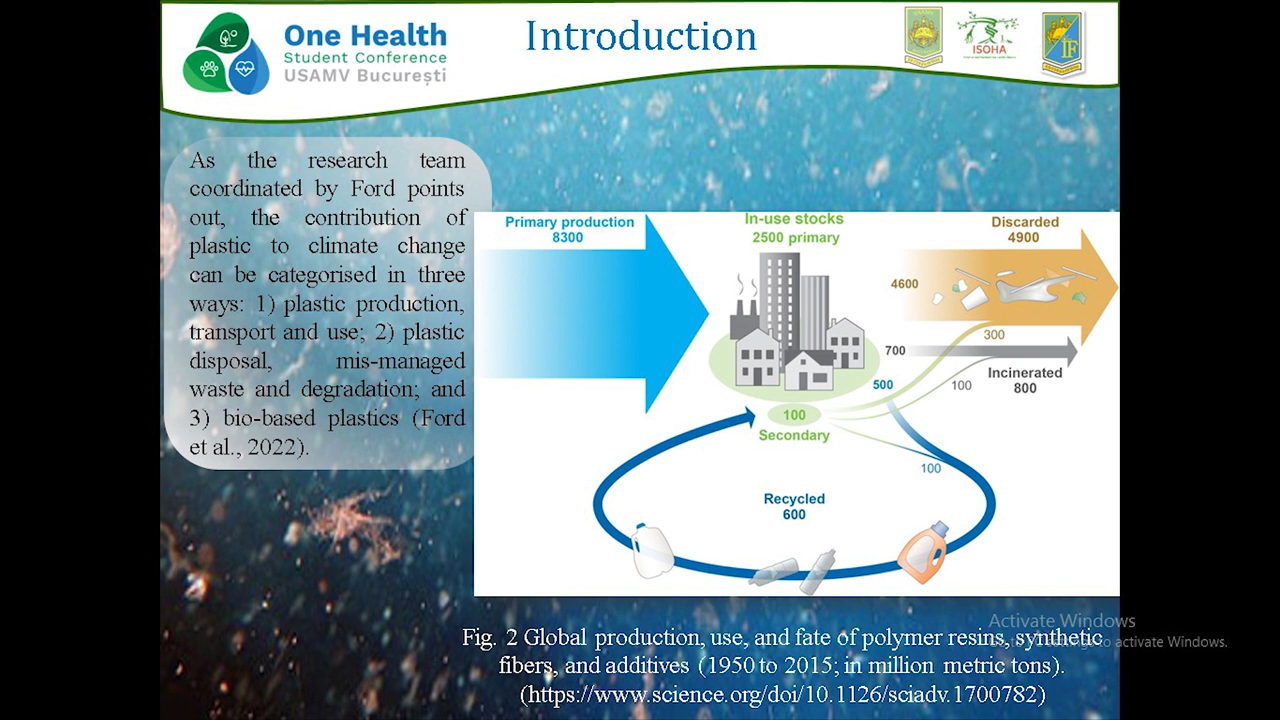 One Health
Student Conference
USAMV București
Introduction
ISOHA
IF
As the research team
coordinated by Ford points
out, the contribution of
plastic to climate change
can be categorised in three
ways: 1) plastic production,
transport and use; 2) plastic
disposal, mis-managed
waste and degradation; and
3) bio-based plastics (Ford
et al., 2022).
Primary production
8300
In-use stocks
2500 primary
Discarded
4900
4600
300
700
Incinerated
800
500
100
100
Secondary
100
Recycled
600
Fig. 2 Global production, use, and fate of polymer resins, synthetic
fibers, and additives (1950 to 2015; in million metric tons).
(https://www.science.org/doi/10.1126/sciadv.1700782)
Activate Windows
to activate Windows.